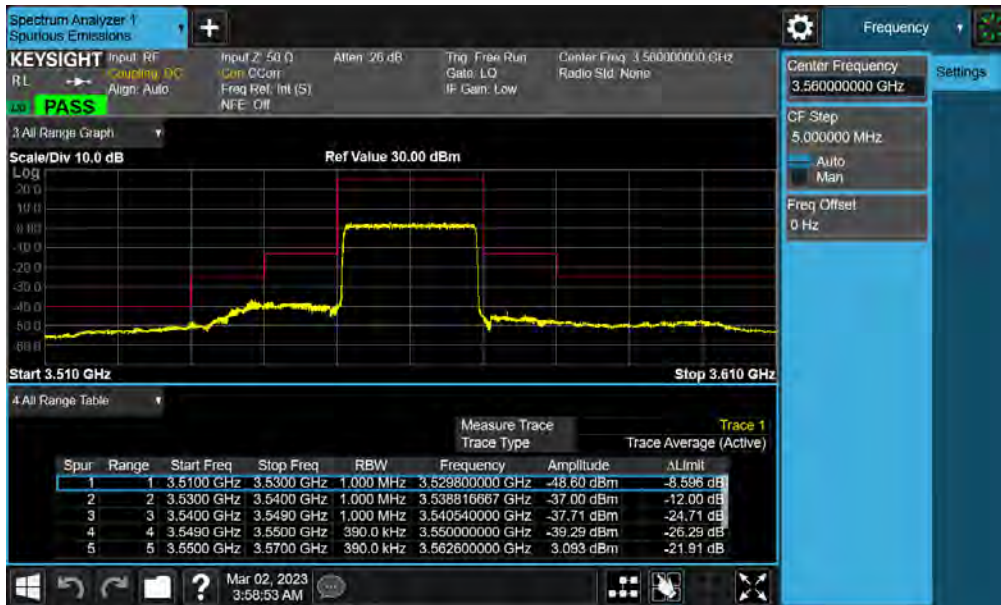 Spectrum Analyzer 1
Spurious Emissions
+
Frequency
KEYSIGHT Input: RF
Input Z: 50 Ω
Atten: 26 dB
Trig: Free Run
Center Freq: 3.560000000 GHz
RL
Coupling: DC
Corr CCorr
Gate: LO
Radio Std: None
Align: Auto
Freq Ref: Int (S)
IF Gain: Low
NFE: Off
PASS
Center Frequency
3.560000000 GHz
Settings
CF Step
5.000000 MHz
Auto
Man
Freq Offset
0 Hz
3 All Range Graph
Scale/Div 10.0 dB
Ref Value 30.00 dBm
Log
20.0
10.0
0.00
-10.0
-20.0
-30.0
-40.0
-50.0
-60.0
Start 3.510 GHz
Stop 3.610 GHz
4 All Range Table
Measure Trace Trace 1
Trace Type Trace Average (Active)
Spur Range Start Freq Stop Freq RBW Frequency Amplitude ΔLimit
1 1 3.5100 GHz 3.5300 GHz 1.000 MHz 3.529800000 GHz -48.60 dBm -8.596 dB
2 2 3.5300 GHz 3.5400 GHz 1.000 MHz 3.538816667 GHz -37.00 dBm -12.00 dB
3 3 3.5400 GHz 3.5490 GHz 1.000 MHz 3.540540000 GHz -37.71 dBm -24.71 dB
4 4 3.5490 GHz 3.5500 GHz 390.0 kHz 3.550000000 GHz -39.29 dBm -26.29 dB
5 5 3.5500 GHz 3.5700 GHz 390.0 kHz 3.562600000 GHz 3.093 dBm -21.91 dB
?
Mar 02, 2023
3:58:53 AM